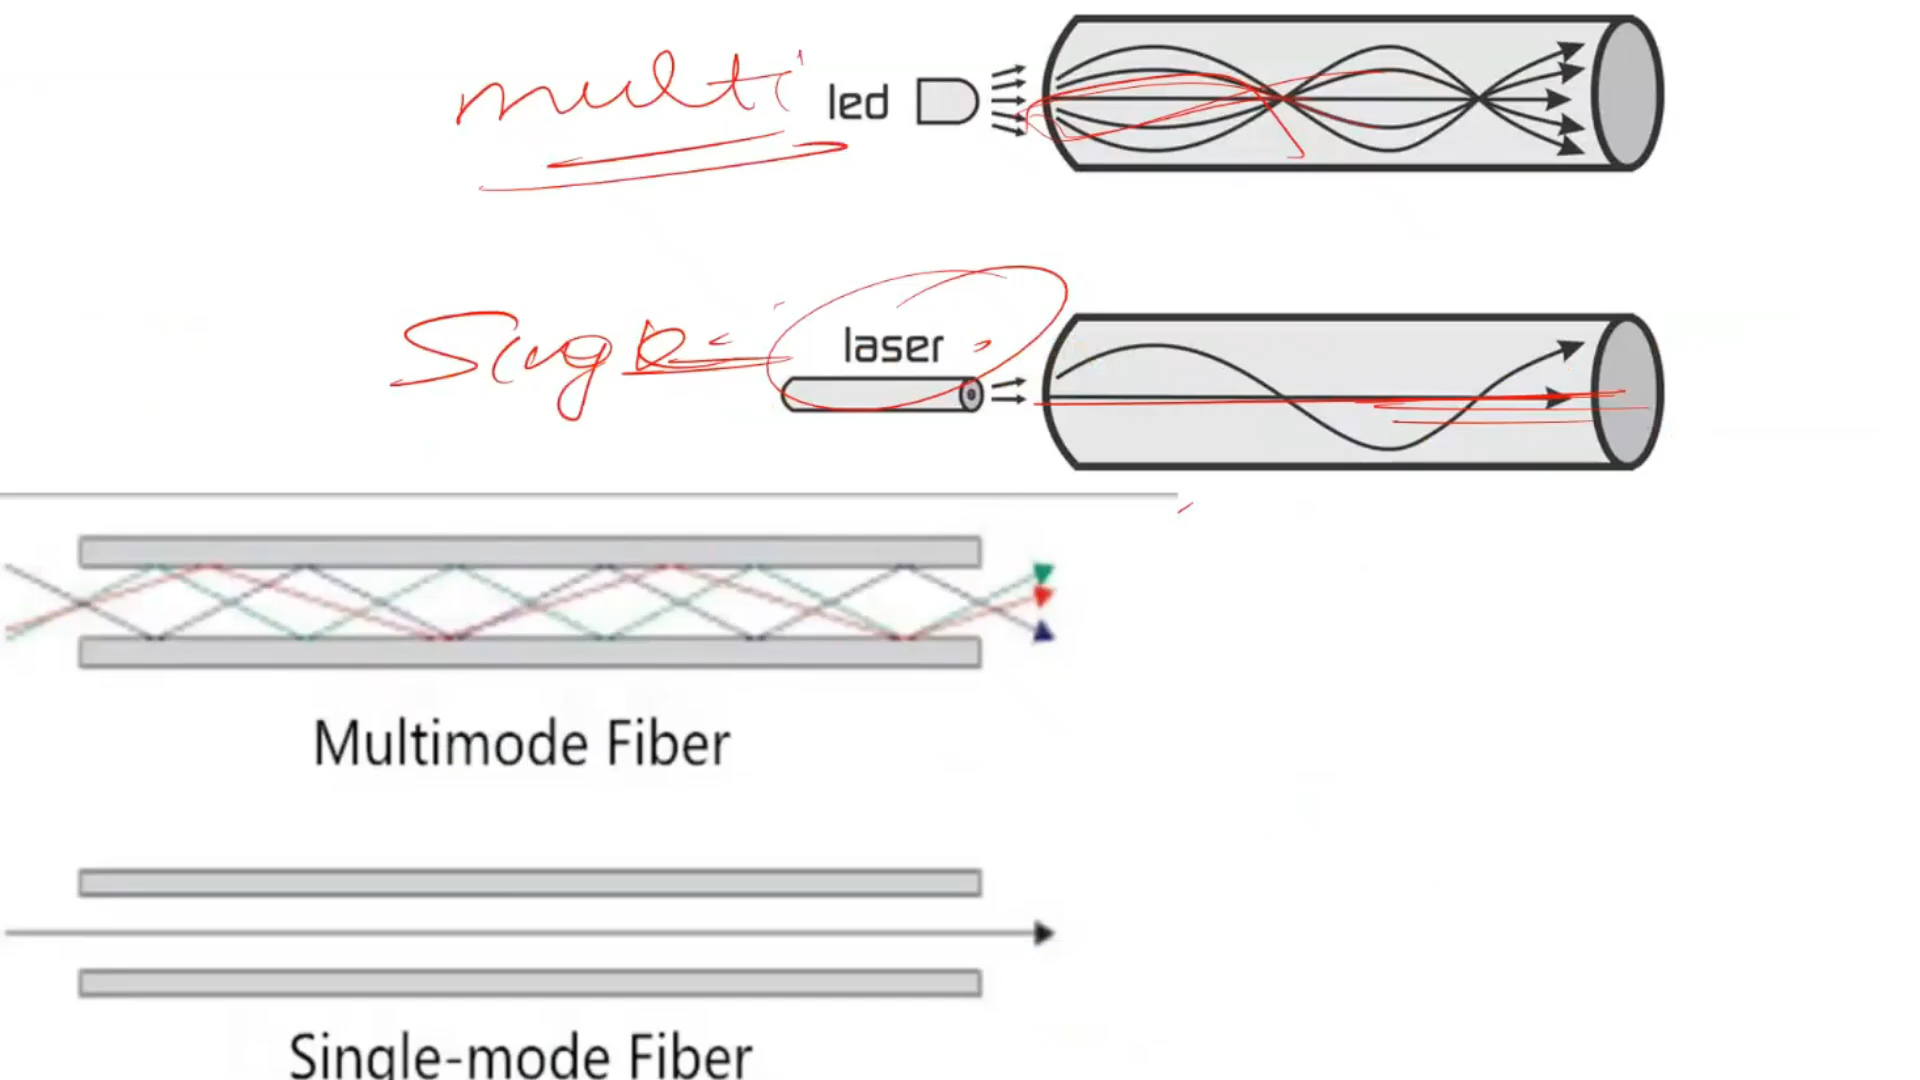 multi
led
Single
laser
Multimode Fiber
Single-mode Fiber